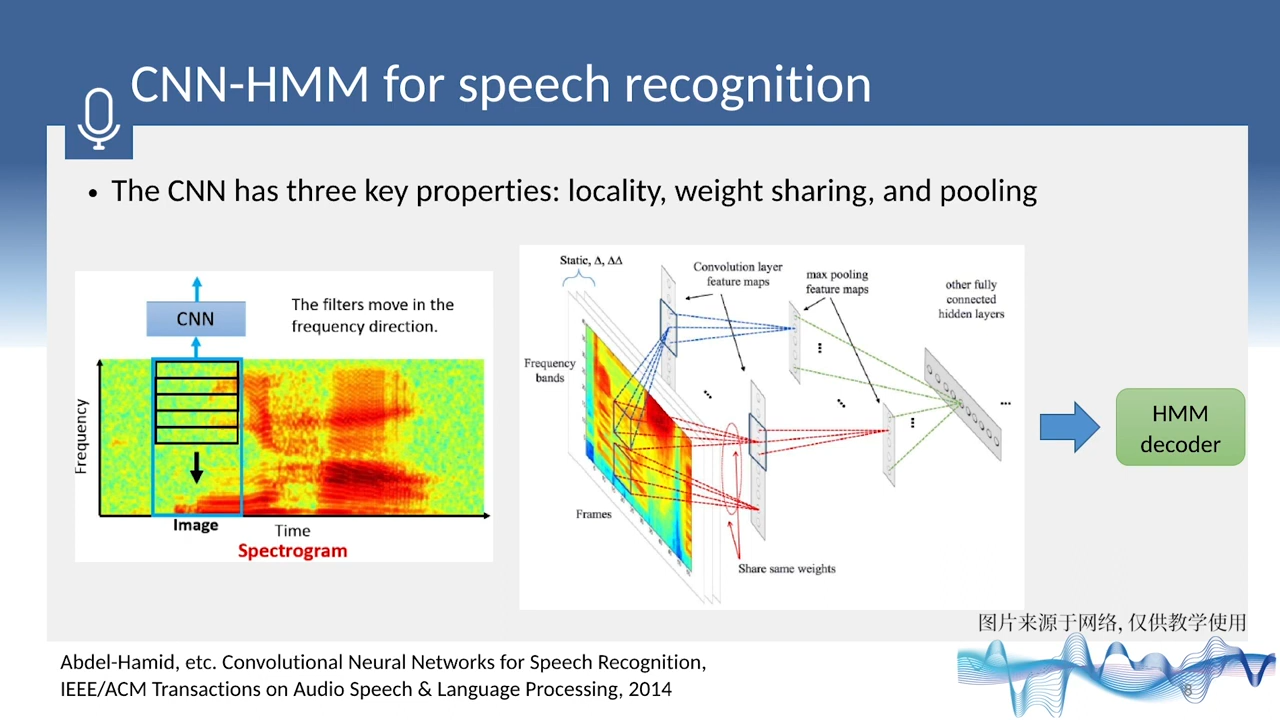 CNN-HMM for speech recognition
• The CNN has three key properties: locality, weight sharing, and pooling
CNN
The filters move in the
frequency direction.
Frequency
Image
Time
Spectrogram
Static, Δ, ΔΔ
Convolution layer
feature maps
max pooling
feature maps
other fully
connected
hidden layers
Frequency
bands
...
Frames
Share same weights
HMM
decoder
图片来源于网络, 仅供教学使用
Abdel-Hamid, etc. Convolutional Neural Networks for Speech Recognition,
IEEE/ACM Transactions on Audio Speech & Language Processing, 2014
8